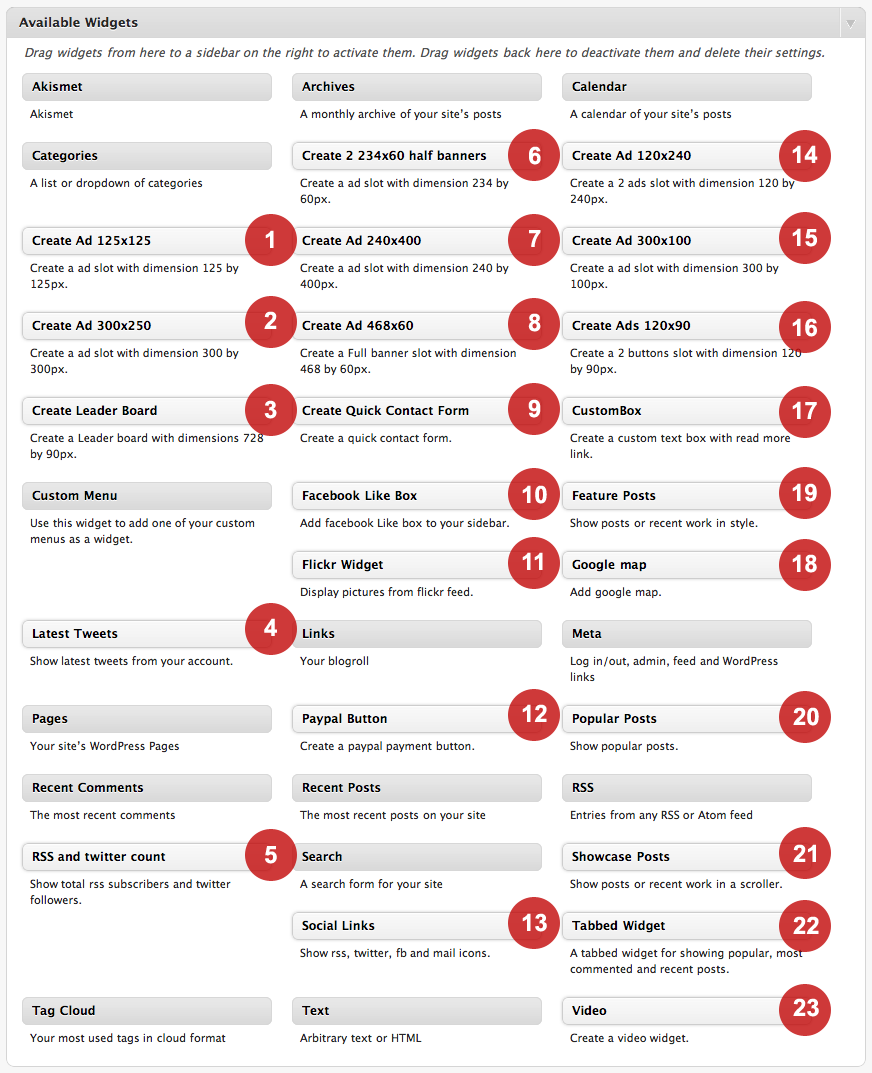 Available Widgets
Drag widgets from here to a sidebar on the right to activate them. Drag widgets back here to deactivate them and delete their settings.
Akismet
Akismet
Archives
A monthly archive of your site's posts
Calendar
A calendar of your site's posts
Categories
A list or dropdown of categories
Create 2 234x60 half banners
6
Create a ad slot with dimension 234 by
60px.
Create Ad 120x240
14
Create a 2 ads slot with dimension 120 by
240px.
Create Ad 125x125
1
Create a ad slot with dimension 125 by
125px.
Create Ad 240x400
7
Create a ad slot with dimension 240 by
400px.
Create Ad 300x100
15
Create a ad slot with dimension 300 by
100px.
Create Ad 300x250
2
Create a ad slot with dimension 300 by
300px.
Create Ad 468x60
8
Create a Full banner slot with dimension
468 by 60px.
Create Ads 120x90
16
Create a 2 buttons slot with dimension 120
by 90px.
Create Leader Board
3
Create a Leader board with dimensions 728
by 90px.
Create Quick Contact Form
9
Create a quick contact form.
CustomBox
17
Create a custom text box with read more
link.
Custom Menu
Use this widget to add one of your custom
menus as a widget.
Facebook Like Box
10
Add facebook Like box to your sidebar.
Feature Posts
19
Show posts or recent work in style.
Flickr Widget
11
Display pictures from flickr feed.
Google map
18
Add google map.
Latest Tweets
4
Show latest tweets from your account.
Links
Your blogroll
Meta
Log in/out, admin, feed and WordPress
links
Pages
Your site's WordPress Pages
Paypal Button
12
Create a paypal payment button.
Popular Posts
20
Show popular posts.
Recent Comments
The most recent comments
Recent Posts
The most recent posts on your site
RSS
Entries from any RSS or Atom feed
RSS and twitter count
5
Show total rss subscribers and twitter
followers.
Search
A search form for your site
Showcase Posts
21
Show posts or recent work in a scroller.
Social Links
13
Show rss, twitter, fb and mail icons.
Tabbed Widget
22
A tabbed widget for showing popular, most
commented and recent posts.
Tag Cloud
Your most used tags in cloud format
Text
Arbitrary text or HTML
Video
23
Create a video widget.